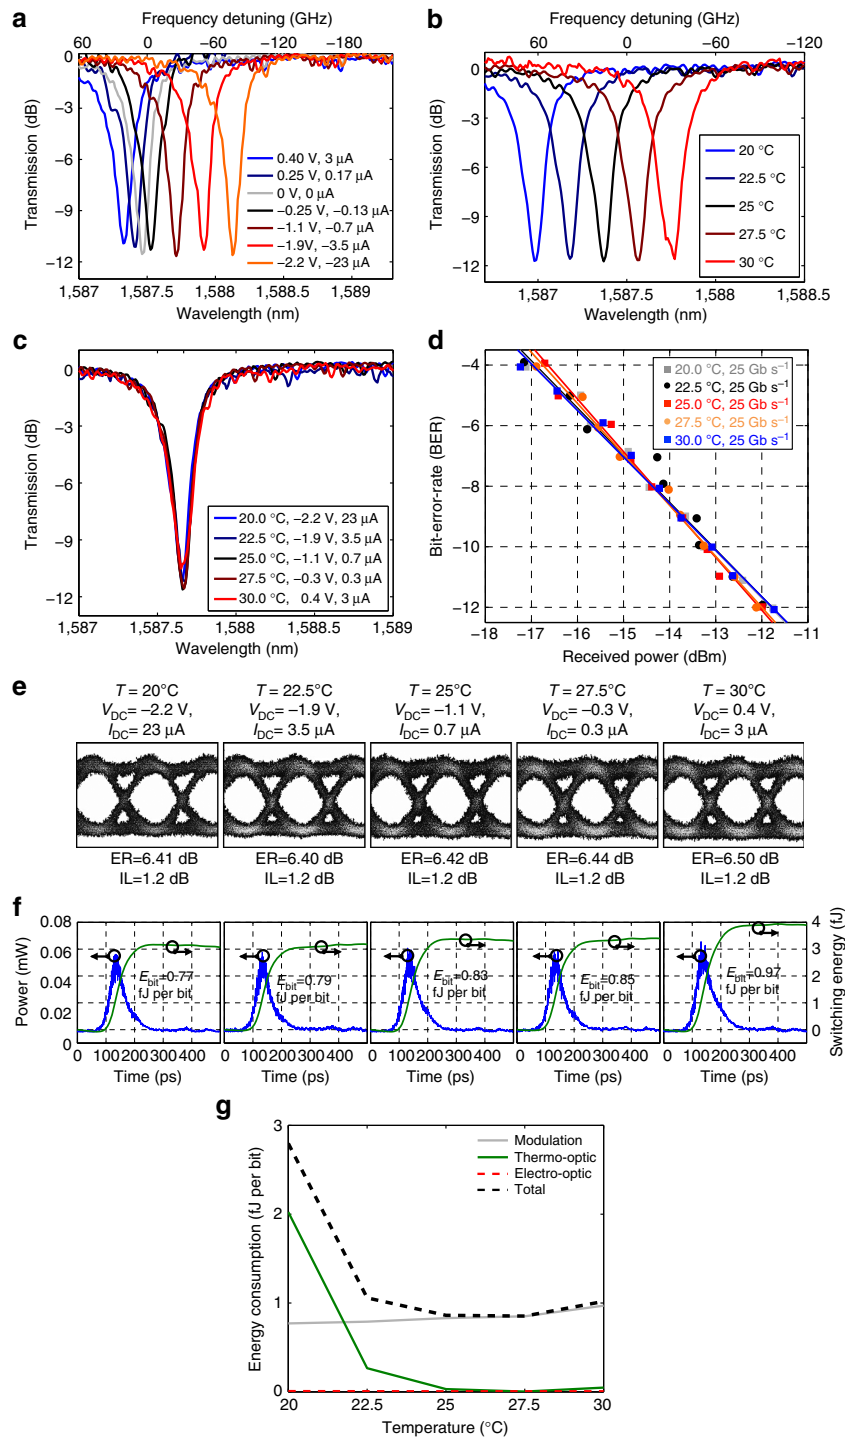 a
Frequency detuning (GHz)
60 0 −60 −120 −180
Transmission (dB)
0
−3
−6
−9
−12
0.40 V, 3 µA
0.25 V, 0.17 µA
0 V, 0 µA
−0.25 V, −0.13 µA
−1.1 V, −0.7 µA
−1.9V, −3.5 µA
−2.2 V, −23 µA
1,587 1,587.5 1,588 1,588.5 1,589
Wavelength (nm)
b
Frequency detuning (GHz)
60 0 −60 −120
Transmission (dB)
0
−3
−6
−9
−12
20 °C
22.5 °C
25 °C
27.5 °C
30 °C
1,587 1,587.5 1,588 1,588.5
Wavelength (nm)
c
Transmission (dB)
0
−3
−6
−9
−12
20.0 °C, −2.2 V, 23 µA
22.5 °C, −1.9 V, 3.5 µA
25.0 °C, −1.1 V, 0.7 µA
27.5 °C, −0.3 V, 0.3 µA
30.0 °C, 0.4 V, 3 µA
1,587 1,587.5 1,588 1,588.5 1,589
Wavelength (nm)
d
Bit-error-rate (BER)
−4
−6
−8
−10
−12
20.0 °C, 25 Gb s⁻¹
22.5 °C, 25 Gb s⁻¹
25.0 °C, 25 Gb s⁻¹
27.5 °C, 25 Gb s⁻¹
30.0 °C, 25 Gb s⁻¹
−18 −17 −16 −15 −14 −13 −12 −11
Received power (dBm)
e
T = 20°C T = 22.5°C T = 25°C T = 27.5°C T = 30°C
V_DC= −2.2 V, V_DC= −1.9 V, V_DC= −1.1 V, V_DC= −0.3 V, V_DC= 0.4 V,
I_DC= 23 µA I_DC= 3.5 µA I_DC= 0.7 µA I_DC= 0.3 µA I_DC= 3 µA
ER=6.41 dB ER=6.40 dB ER=6.42 dB ER=6.44 dB ER=6.50 dB
IL=1.2 dB IL=1.2 dB IL=1.2 dB IL=1.2 dB IL=1.2 dB
f
Power (mW)
0.08
0.06
0.04
0.02
0
E_bit=0.77 fJ per bit
E_bit=0.79 fJ per bit
E_bit=0.83 fJ per bit
E_bit=0.85 fJ per bit
E_bit=0.97 fJ per bit
4
3
2
1
0
Switching energy (fJ)
0 100 200 400 0 100 200 400 0 100 200 400 0 100 200 400 0 100 200 400
Time (ps) Time (ps) Time (ps) Time (ps) Time (ps)
g
Energy consumption (fJ per bit)
3
2
1
0
Modulation
Thermo-optic
Electro-optic
Total
20 22.5 25 27.5 30
Temperature (°C)